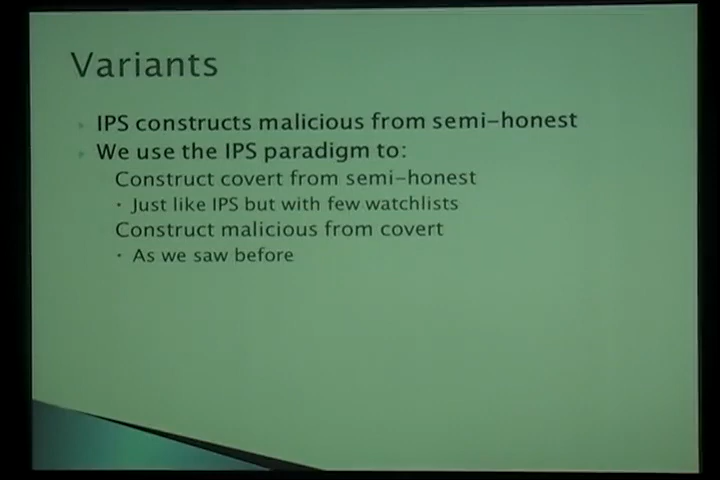 Variants
IPS constructs malicious from semi-honest
We use the IPS paradigm to:
Construct covert from semi-honest
· Just like IPS but with few watchlists
Construct malicious from covert
· As we saw before